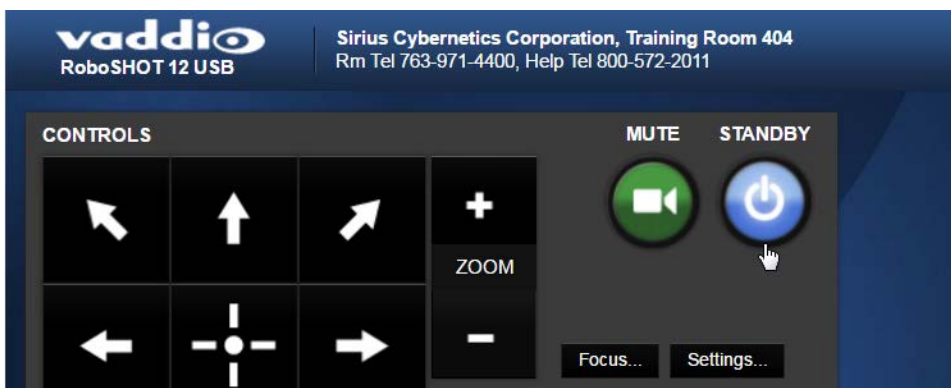 vaddio
RoboSHOT 12 USB
Sirius Cybernetics Corporation, Training Room 404
Rm Tel 763-971-4400, Help Tel 800-572-2011
CONTROLS
MUTE
STANDBY
ZOOM
Focus...
Settings...